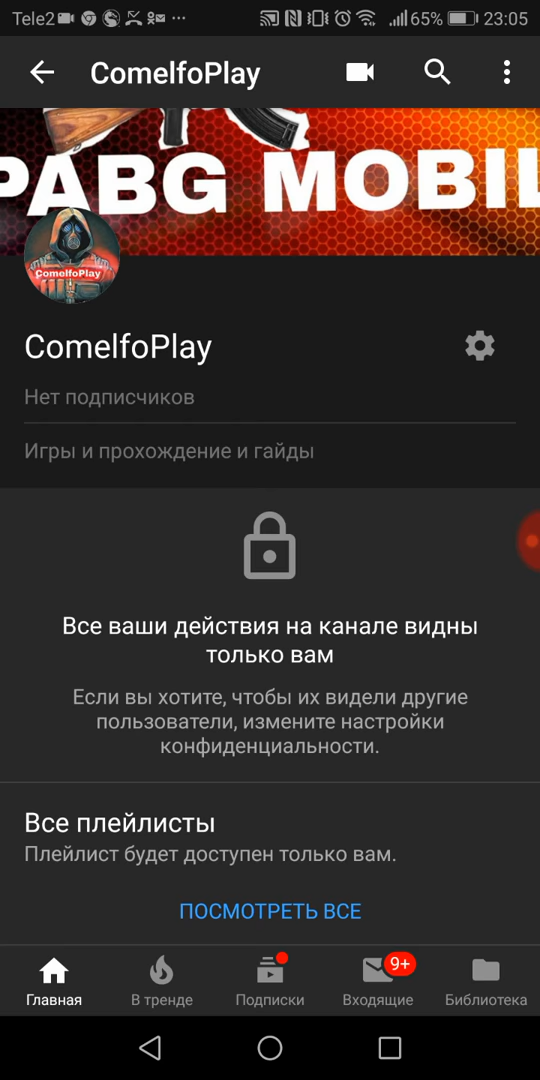 Tele2 65% 23:05
ComelfoPlay
PABG MOBIL
ComelfoPlay
ComelfoPlay
Нет подписчиков
Игры и прохождение и гайды
Все ваши действия на канале видны
только вам
Если вы хотите, чтобы их видели другие
пользователи, измените настройки
конфиденциальности.
Все плейлисты
Плейлист будет доступен только вам.
ПОСМОТРЕТЬ ВСЕ
9+
Главная В тренде Подписки Входящие Библиотека